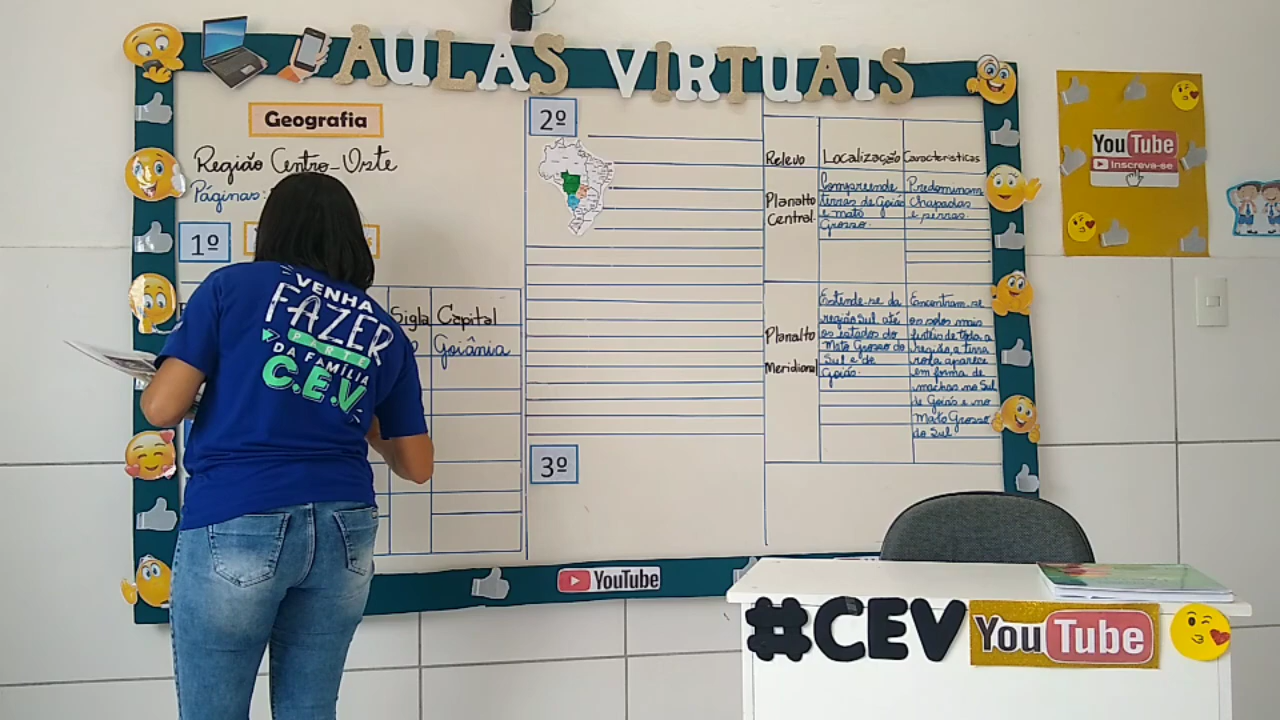 AULAS VIRTUAIS
Geografia
Região Centro-Oeste
Páginas:
1º
Sigla Capital
Goiânia
2º
3º
Relevo Localização Características
Planalto
Central.
Compreende
terras de Goiás
e mato
Grosso.
Predominam
Chapadas
e serras.
Planalto
Meridional
Estende-se da
região Sul até
os estados do
Mato Grosso do
Sul e de
Goiás.
Encontram-se
os solos mais
férteis de toda a
região, a terra
roxa aparece
em forma de
manchas no Sul
de Goiás e no
Mato Grosso
do Sul.
VENHA
FAZER
PARTE
DA FAMÍLIA
C.E.V
YouTube
YouTube
Inscreva-se
#CEV YouTube